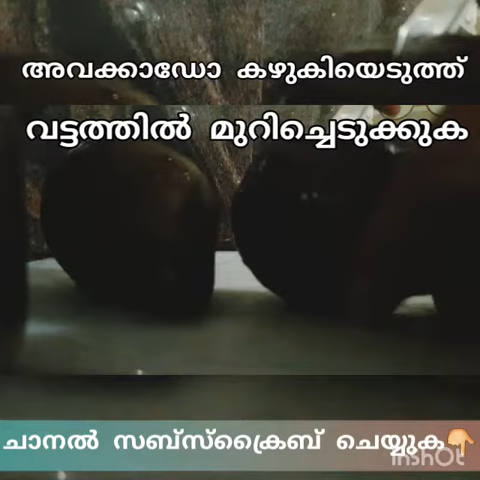 അവക്കാഡോ കഴുകിയെടുത്ത്
വട്ടത്തിൽ മുറിച്ചെടുക്കുക
ചാനൽ സബ്സ്ക്രൈബ് ചെയ്യുക👇
InShOt